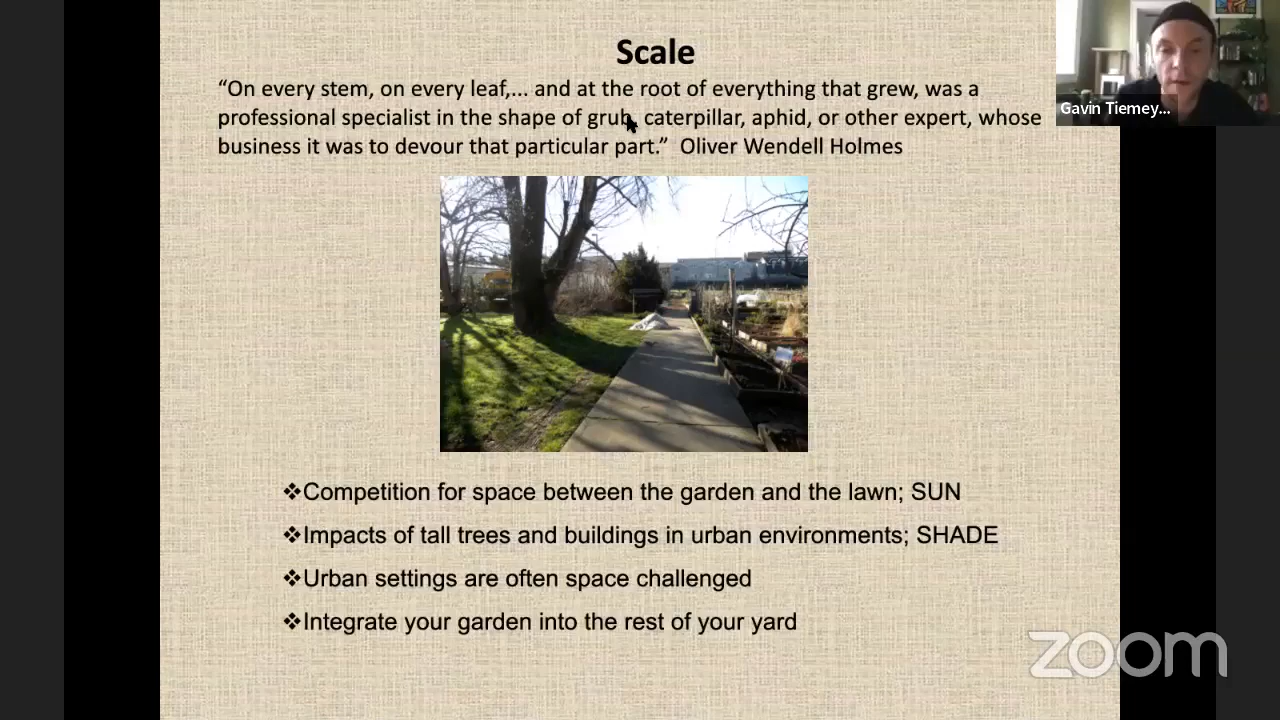 Scale
“On every stem, on every leaf,... and at the root of everything that grew, was a
professional specialist in the shape of grub, caterpillar, aphid, or other expert, whose
business it was to devour that particular part.” Oliver Wendell Holmes
❖Competition for space between the garden and the lawn; SUN
❖Impacts of tall trees and buildings in urban environments; SHADE
❖Urban settings are often space challenged
❖Integrate your garden into the rest of your yard
Gavin Tierney...
zoom